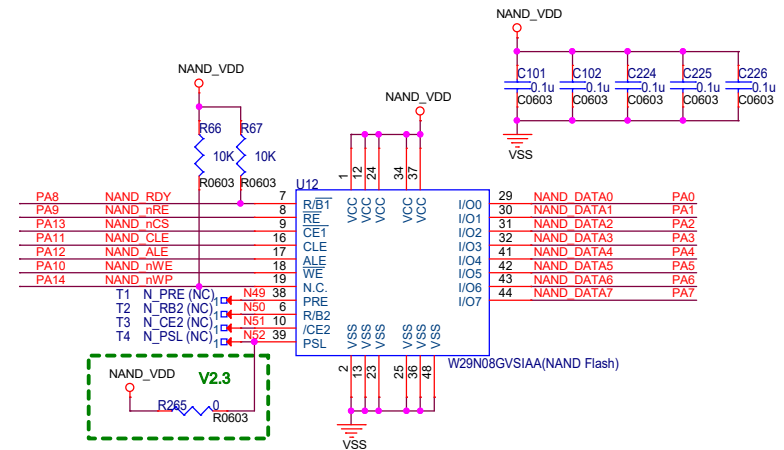 NAND_VDD
C101
0.1u
C0603
C102
0.1u
C0603
C224
0.1u
C0603
C225
0.1u
C0603
C226
0.1u
C0603
VSS
NAND_VDD
R66
10K
R0603
R67
10K
R0603
NAND_VDD
1
12
24
34
37
VCC
VCC
VCC
VCC
VCC
U12
PA8 NAND_RDY 7 R/B1
PA9 NAND_nRE 8 RE
PA13 NAND_nCS 9 CE1
PA11 NAND_CLE 16 CLE
PA12 NAND_ALE 17 ALE
PA10 NAND_nWE 18 WE
PA14 NAND_nWP 19 N.C.
T1 N_PRE (NC) 1 N49 38 PRE
T2 N_RB2 (NC) 1 N50 6 R/B2
T3 N_CE2 (NC) 1 N51 10 /CE2
T4 N_PSL (NC) 1 N52 39 PSL
I/O0 29 NAND_DATA0 PA0
I/O1 30 NAND_DATA1 PA1
I/O2 31 NAND_DATA2 PA2
I/O3 32 NAND_DATA3 PA3
I/O4 41 NAND_DATA4 PA4
I/O5 42 NAND_DATA5 PA5
I/O6 43 NAND_DATA6 PA6
I/O7 44 NAND_DATA7 PA7
VSS
VSS
VSS
VSS
VSS
VSS
2
13
23
25
36
48
W29N08GVSIAA(NAND Flash)
VSS
NAND_VDD
V2.3
R265
0
R0603